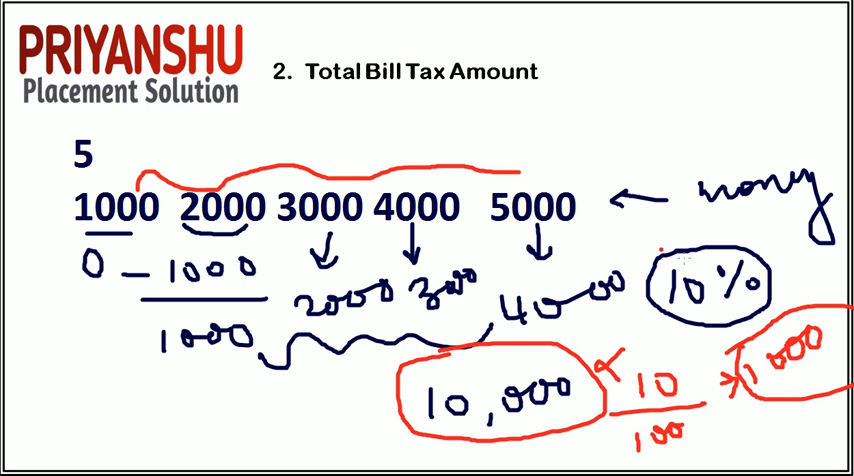 PRIYANSHU
Placement Solution
2. Total Bill Tax Amount
5
1000 2000 3000 4000 5000 ← money
0 – 1000 2000 3000 4000 10%
1000
10,000 × 10/100 → 1000